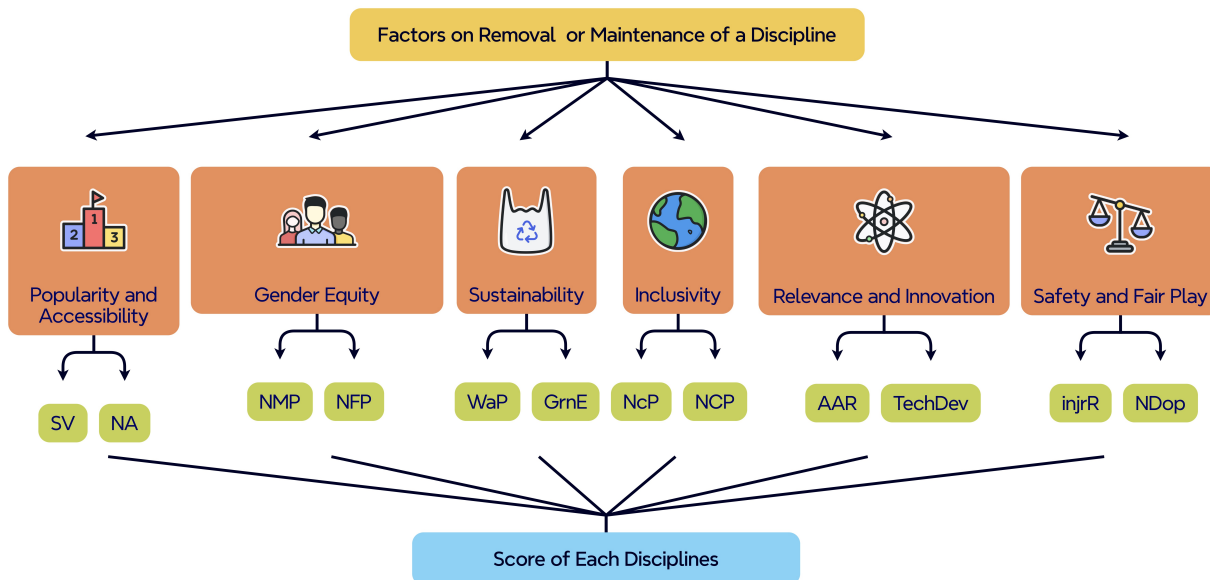 Factors on Removal or Maintenance of a Discipline
2
1
3
Popularity and
Accessibility
Gender Equity
Sustainability
Inclusivity
Relevance and Innovation
Safety and Fair Play
SV
NA
NMP
NFP
WaP
GrnE
NcP
NCP
AAR
TechDev
injrR
NDop
Score of Each Disciplines